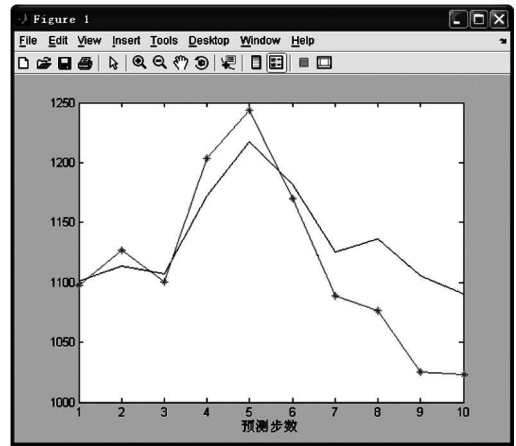 Figure 1
File Edit View Insert Tools Desktop Window Help
1250
1200
1150
1100
1050
1000
1 2 3 4 5 6 7 8 9 10
预测步数